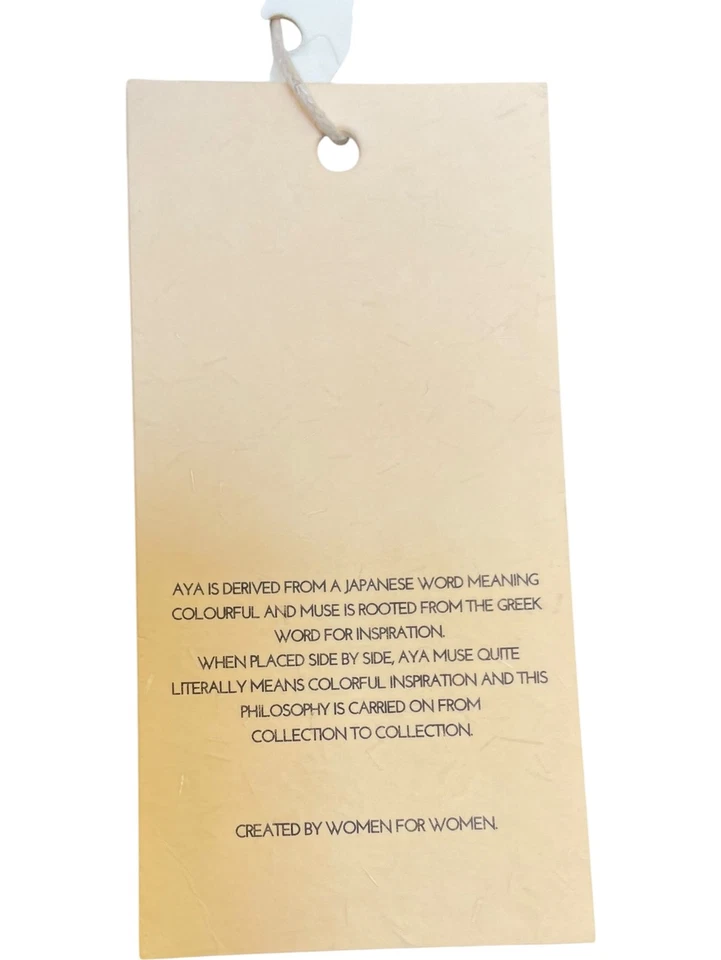 AYA IS DERIVED FROM A JAPANESE WORD MEANING
COLOURFUL AND MUSE IS ROOTED FROM THE GREEK
WORD FOR INSPIRATION.
WHEN PLACED SIDE BY SIDE, AYA MUSE QUITE
LITERALLY MEANS COLORFUL INSPIRATION AND THIS
PHILOSOPHY IS CARRIED ON FROM
COLLECTION TO COLLECTION.
CREATED BY WOMEN FOR WOMEN.